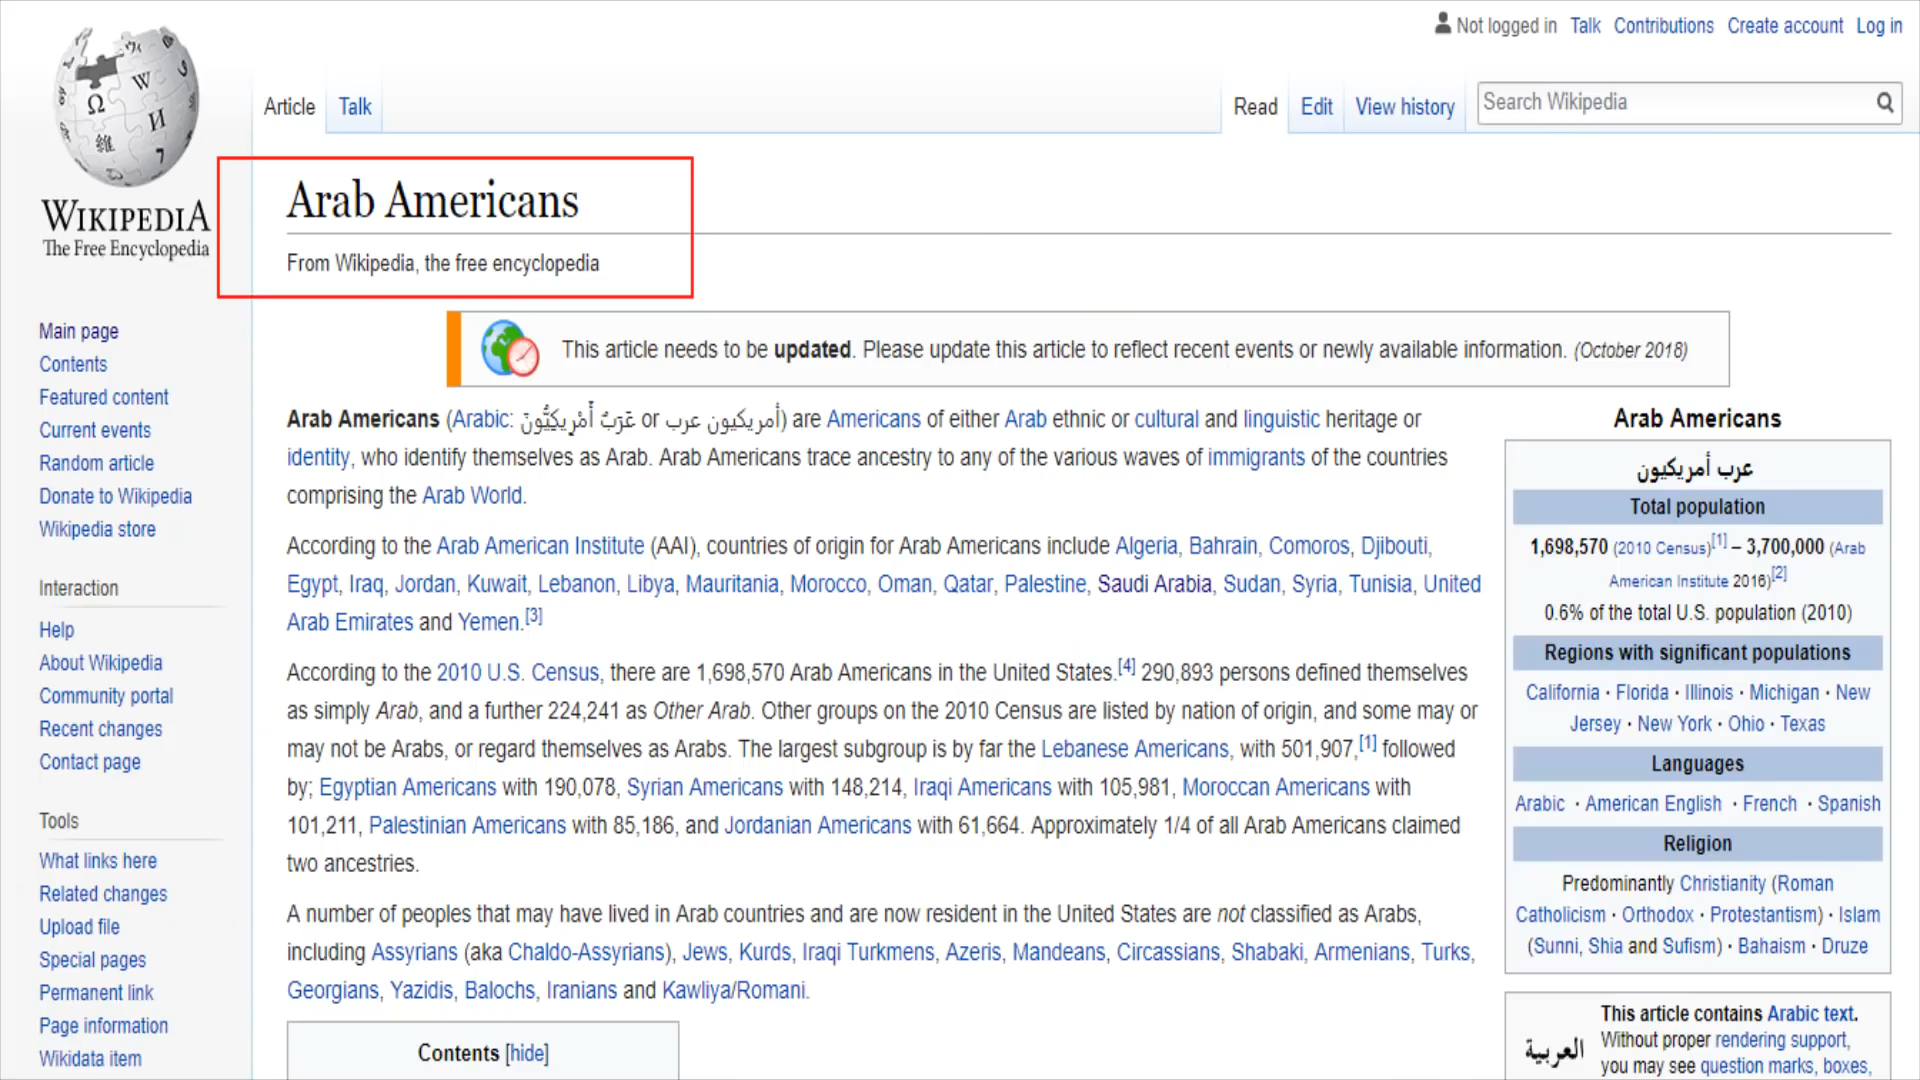 Not logged in Talk Contributions Create account Log in
Article Talk Read Edit View history Search Wikipedia
WIKIPEDIA
The Free Encyclopedia
Main page
Contents
Featured content
Current events
Random article
Donate to Wikipedia
Wikipedia store
Interaction
Help
About Wikipedia
Community portal
Recent changes
Contact page
Tools
What links here
Related changes
Upload file
Special pages
Permanent link
Page information
Wikidata item
Arab Americans
From Wikipedia, the free encyclopedia
This article needs to be updated. Please update this article to reflect recent events or newly available information. (October 2018)
Arab Americans (Arabic: عَرَبٌ أَمْرِيكِيُّونَ or أمريكيون عرب) are Americans of either Arab ethnic or cultural and linguistic heritage or
identity, who identify themselves as Arab. Arab Americans trace ancestry to any of the various waves of immigrants of the countries
comprising the Arab World.
According to the Arab American Institute (AAI), countries of origin for Arab Americans include Algeria, Bahrain, Comoros, Djibouti,
Egypt, Iraq, Jordan, Kuwait, Lebanon, Libya, Mauritania, Morocco, Oman, Qatar, Palestine, Saudi Arabia, Sudan, Syria, Tunisia, United
Arab Emirates and Yemen.[3]
According to the 2010 U.S. Census, there are 1,698,570 Arab Americans in the United States.[4] 290,893 persons defined themselves
as simply Arab, and a further 224,241 as Other Arab. Other groups on the 2010 Census are listed by nation of origin, and some may or
may not be Arabs, or regard themselves as Arabs. The largest subgroup is by far the Lebanese Americans, with 501,907,[1] followed
by; Egyptian Americans with 190,078, Syrian Americans with 148,214, Iraqi Americans with 105,981, Moroccan Americans with
101,211, Palestinian Americans with 85,186, and Jordanian Americans with 61,664. Approximately 1/4 of all Arab Americans claimed
two ancestries.
A number of peoples that may have lived in Arab countries and are now resident in the United States are not classified as Arabs,
including Assyrians (aka Chaldo-Assyrians), Jews, Kurds, Iraqi Turkmens, Azeris, Mandeans, Circassians, Shabaki, Armenians, Turks,
Georgians, Yazidis, Balochs, Iranians and Kawliya/Romani.
Contents [hide]
Arab Americans
عرب أمريكيون
Total population
1,698,570 (2010 Census)[1] – 3,700,000 (Arab
American Institute 2016)[2]
0.6% of the total U.S. population (2010)
Regions with significant populations
California · Florida · Illinois · Michigan · New
Jersey · New York · Ohio · Texas
Languages
Arabic · American English · French · Spanish
Religion
Predominantly Christianity (Roman
Catholicism · Orthodox · Protestantism) · Islam
(Sunni, Shia and Sufism) · Bahaism · Druze
This article contains Arabic text.
العربية Without proper rendering support,
you may see question marks, boxes,